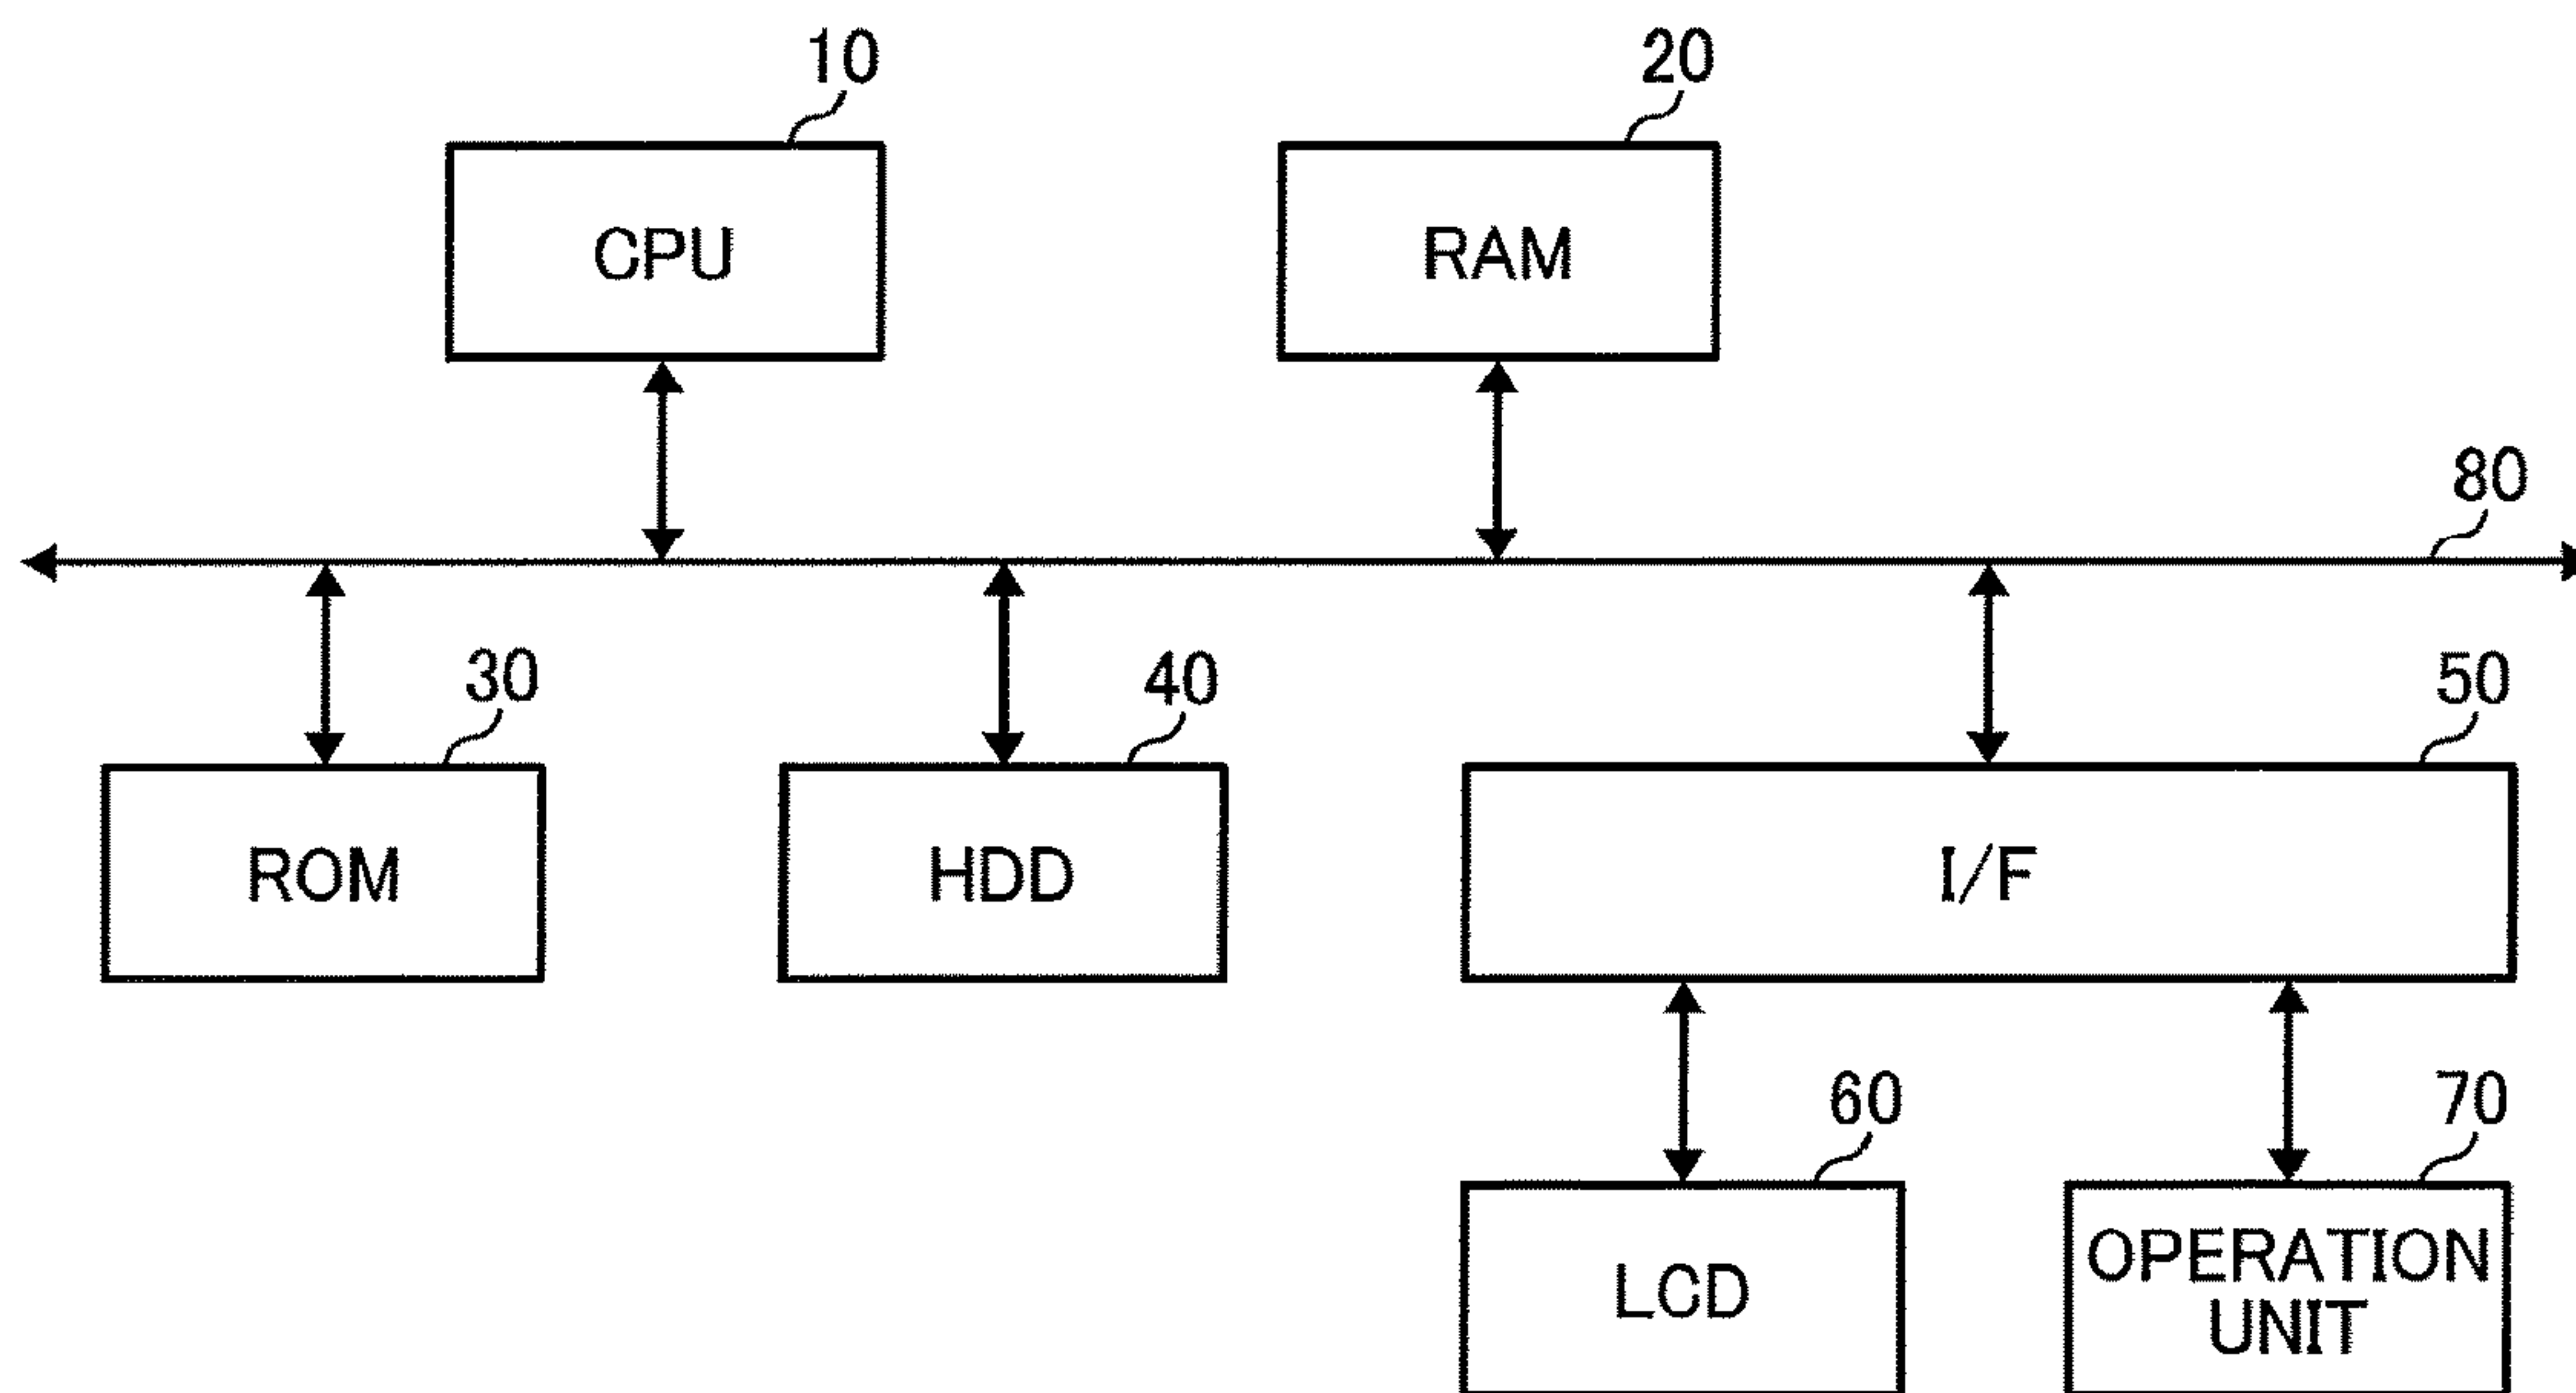 10
20
CPU
RAM
80
30
40
50
ROM
HDD
I/F
60
70
LCD
OPERATION
UNIT